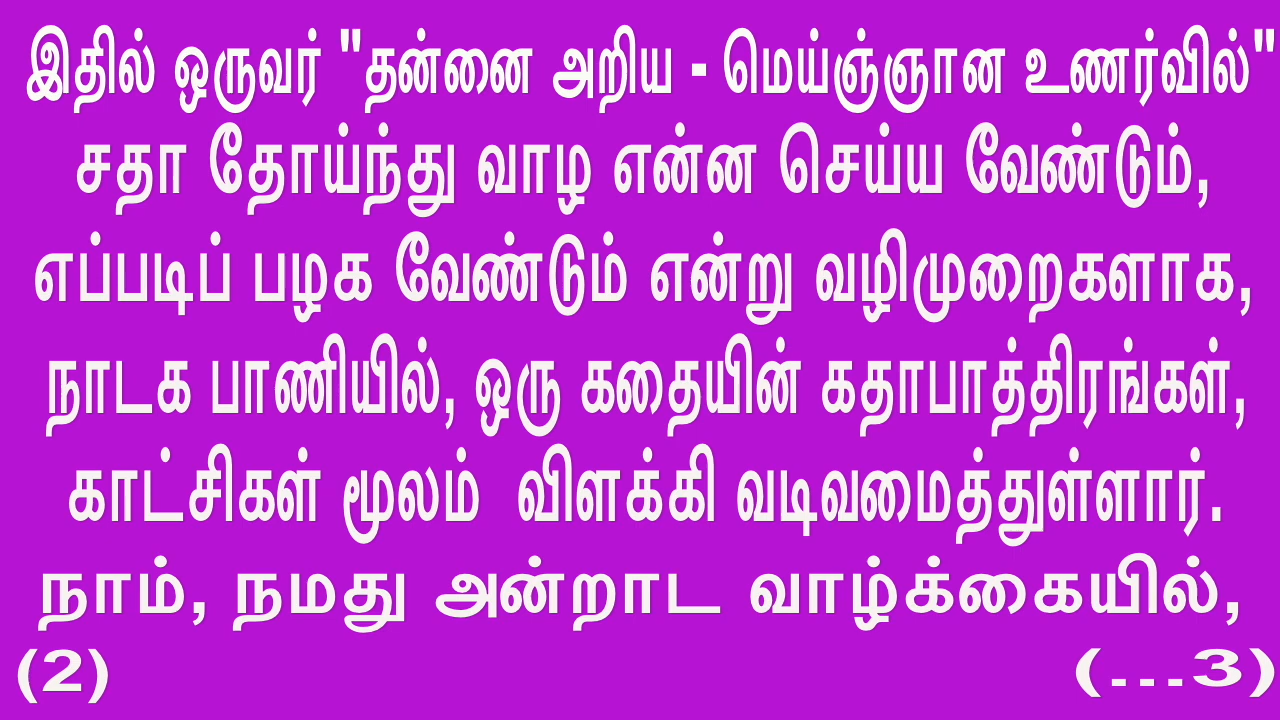 இதில் ஒருவர் "தன்னை அறிய - மெய்ஞ்ஞான உணர்வில்"
சதா தோய்ந்து வாழ என்ன செய்ய வேண்டும்,
எப்படிப் பழக வேண்டும் என்று வழிமுறைகளாக,
நாடக பாணியில், ஒரு கதையின் கதாபாத்திரங்கள்,
காட்சிகள் மூலம் விளக்கி வடிவமைத்துள்ளார்.
நாம், நமது அன்றாட வாழ்க்கையில்,
(2) (---3)